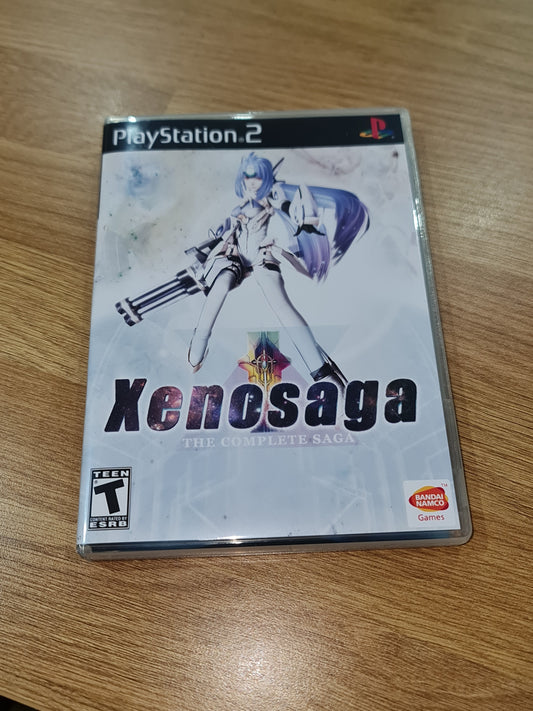 PlayStation.2
Xenosaga
THE COMPLETE SAGA
TEEN
T
CONTENT RATED BY
ESRB
BANDAI
NAMCO
Games